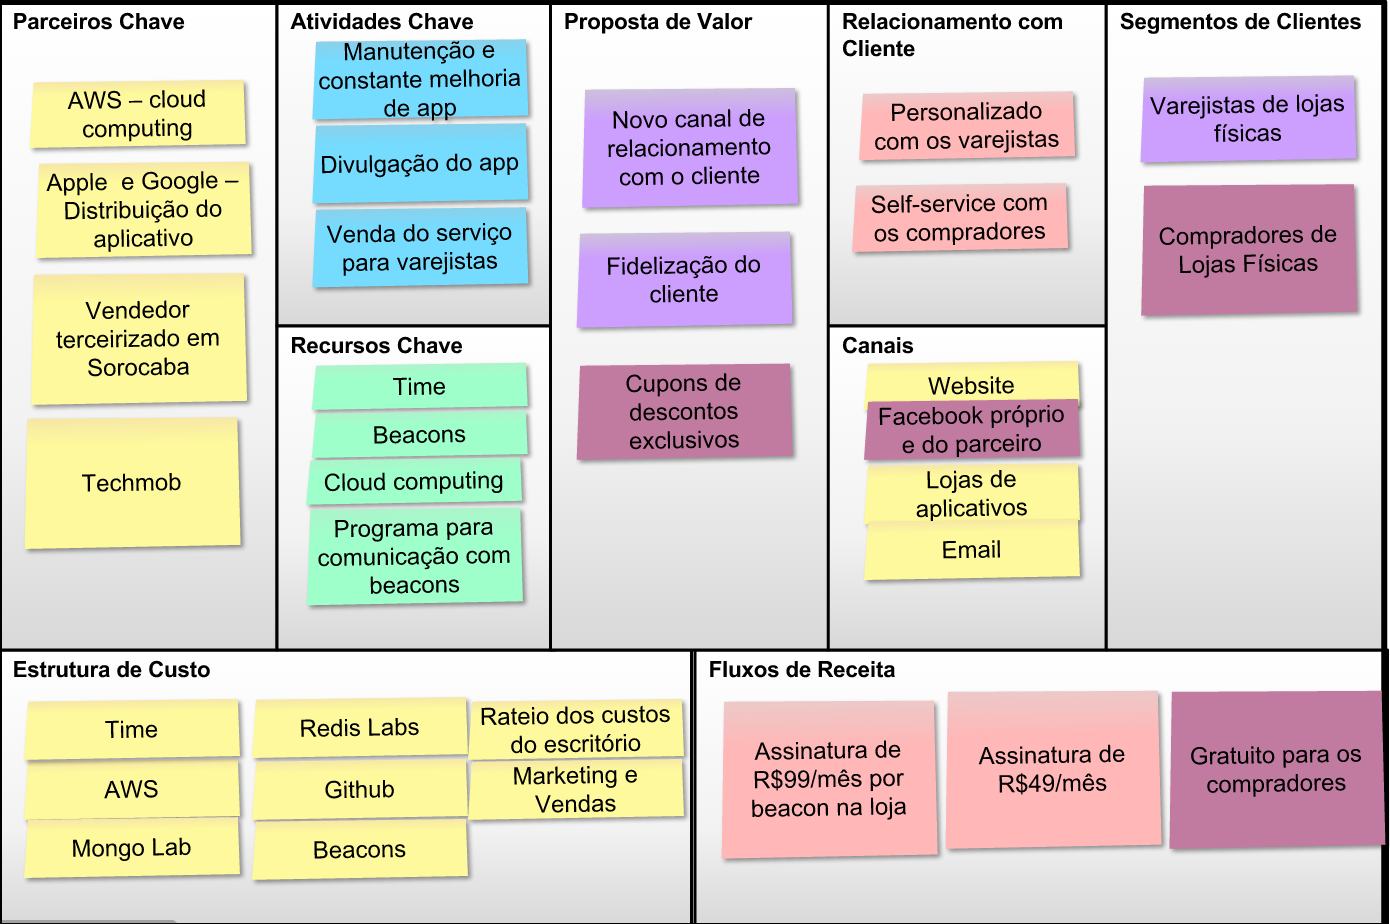 Parceiros Chave
AWS – cloud
computing
Apple e Google –
Distribuição do
aplicativo
Vendedor
terceirizado em
Sorocaba
Techmob
Atividades Chave
Manutenção e
constante melhoria
de app
Divulgação do app
Venda do serviço
para varejistas
Recursos Chave
Time
Beacons
Cloud computing
Programa para
comunicação com
beacons
Proposta de Valor
Novo canal de
relacionamento
com o cliente
Fidelização do
cliente
Cupons de
descontos
exclusivos
Relacionamento com
Cliente
Personalizado
com os varejistas
Self-service com
os compradores
Canais
Website
Facebook próprio
e do parceiro
Lojas de
aplicativos
Email
Segmentos de Clientes
Varejistas de lojas
físicas
Compradores de
Lojas Físicas
Estrutura de Custo
Time
AWS
Mongo Lab
Redis Labs
Github
Beacons
Rateio dos custos
do escritório
Marketing e
Vendas
Fluxos de Receita
Assinatura de
R$99/mês por
beacon na loja
Assinatura de
R$49/mês
Gratuito para os
compradores